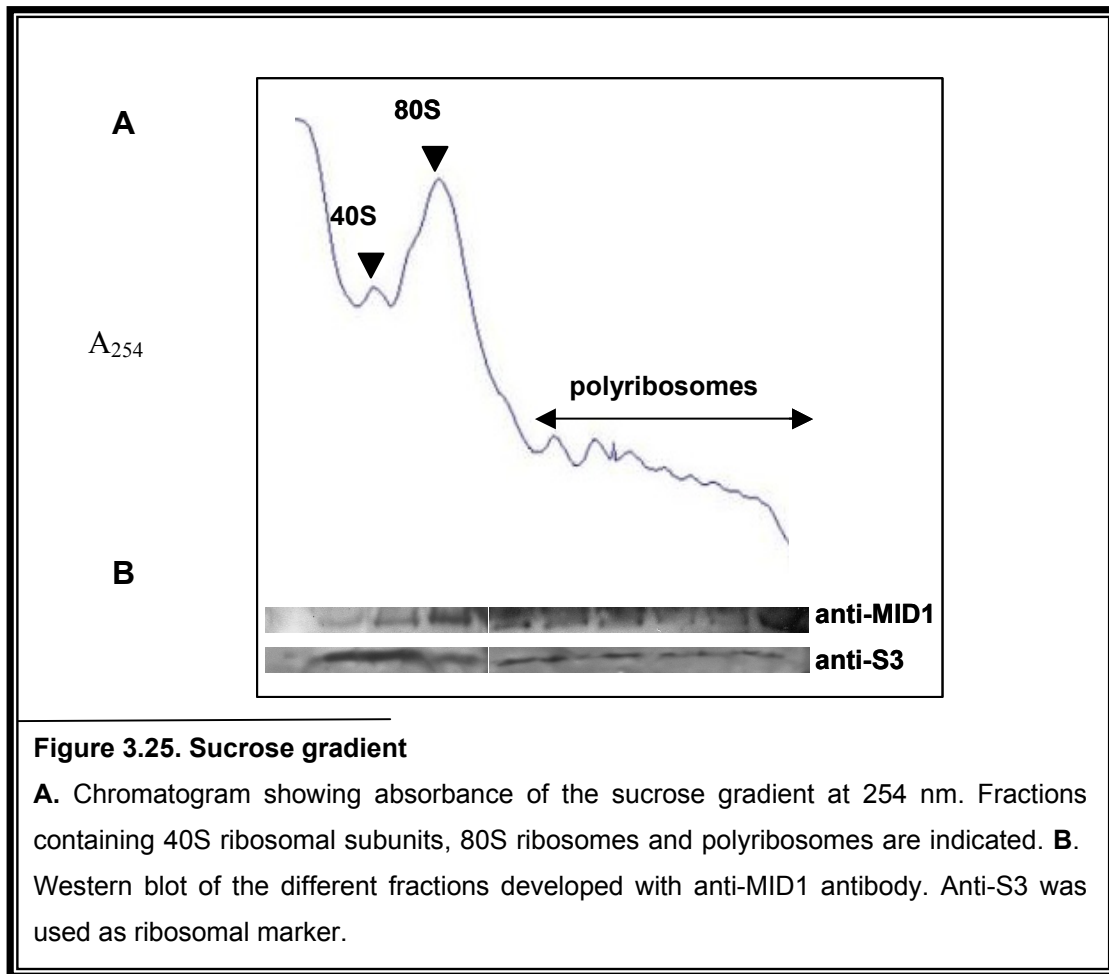 A
80S
40S
A254
polyribosomes
B
anti-MID1
anti-S3
Figure 3.25. Sucrose gradient
A. Chromatogram showing absorbance of the sucrose gradient at 254 nm. Fractions
containing 40S ribosomal subunits, 80S ribosomes and polyribosomes are indicated. B.
Western blot of the different fractions developed with anti-MID1 antibody. Anti-S3 was
used as ribosomal marker.